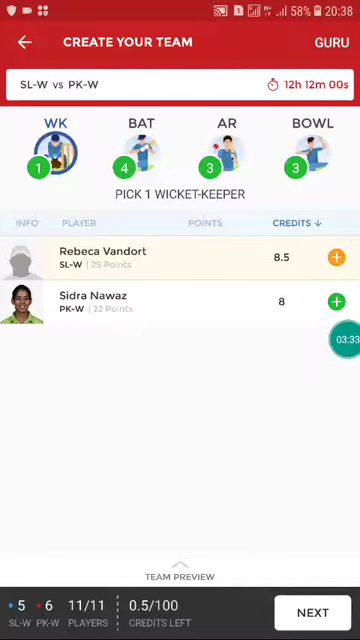 58% 20:38
CREATE YOUR TEAM GURU
SL-W vs PK-W 12h 12m 00s
WK BAT AR BOWL
1 4 3 3
PICK 1 WICKET-KEEPER
INFO PLAYER POINTS CREDITS ↓
Rebeca Vandort
SL-W | 29 Points
8.5 +
Sidra Nawaz
PK-W | 22 Points
8 +
03:33
TEAM PREVIEW
5 6 11/11 0.5/100
SL-W PK-W PLAYERS CREDITS LEFT
NEXT